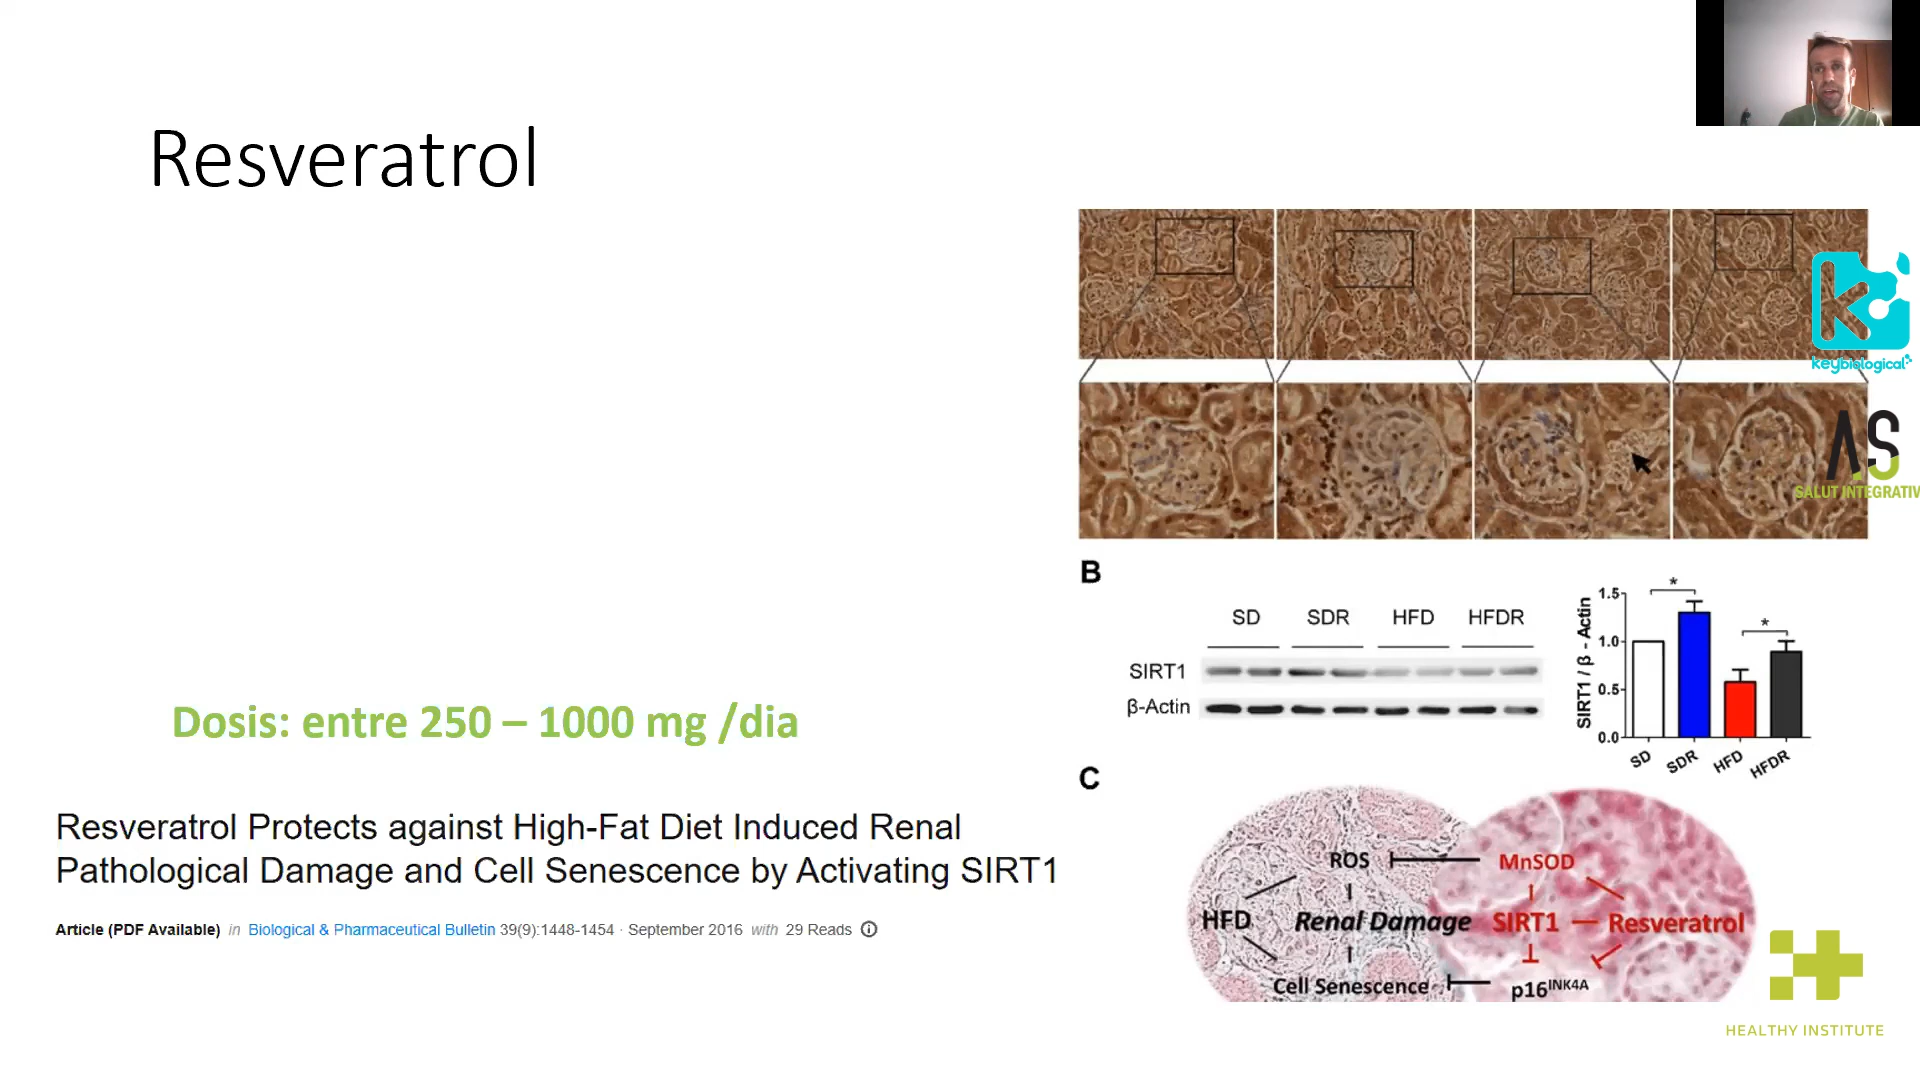 Resveratrol
Dosis: entre 250 – 1000 mg /dia
Resveratrol Protects against High-Fat Diet Induced Renal
Pathological Damage and Cell Senescence by Activating SIRT1
Article (PDF Available) in Biological & Pharmaceutical Bulletin 39(9):1448-1454 · September 2016 with 29 Reads
keybiological
AS
SALUT INTEGRATIV
B
SD SDR HFD HFDR
SIRT1
β-Actin
SIRT1 / β - Actin
1.5
1.0
0.5
0.0
*
*
SD SDR HFD HFDR
C
ROS MnSOD
HFD Renal Damage SIRT1 Resveratrol
Cell Senescence p16INK4A
HEALTHY INSTITUTE